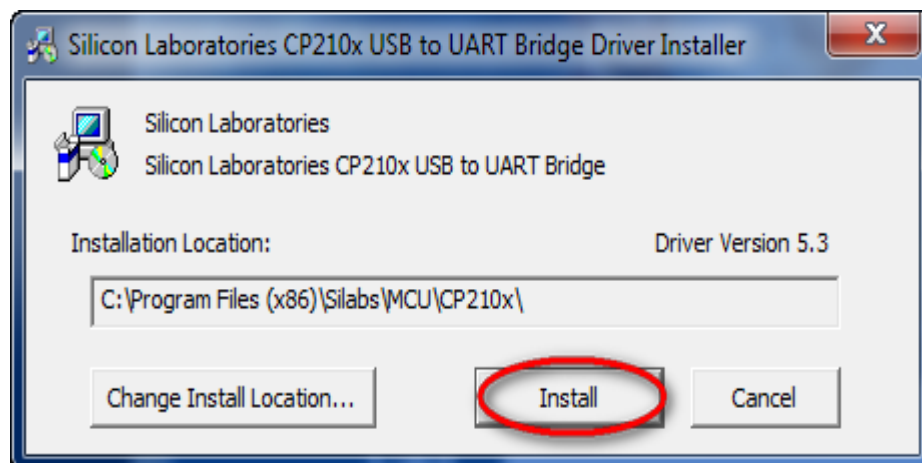 Silicon Laboratories CP210x USB to UART Bridge Driver Installer
Silicon Laboratories
Silicon Laboratories CP210x USB to UART Bridge
Installation Location:
Driver Version 5.3
C:\Program Files (x86)\Silabs\MCU\CP210x\
Change Install Location...
Install
Cancel